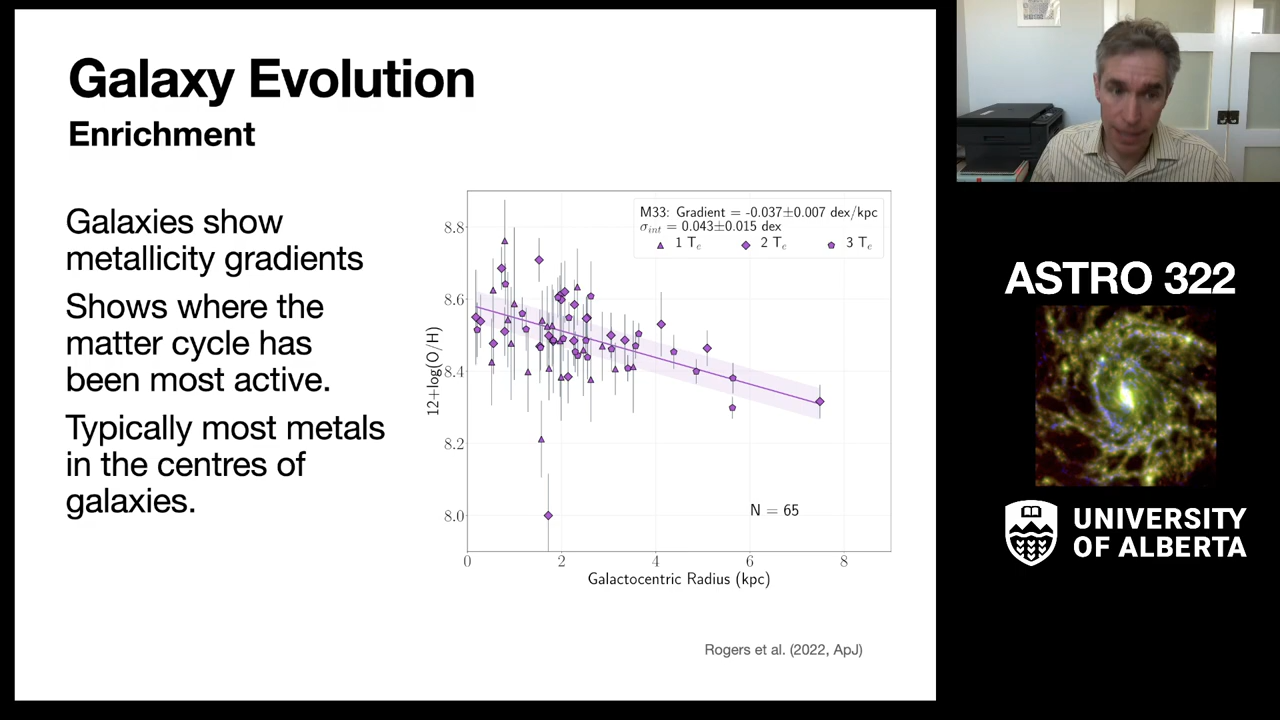 Galaxy Evolution
Enrichment
Galaxies show
metallicity gradients
Shows where the
matter cycle has
been most active.
Typically most metals
in the centres of
galaxies.
M33: Gradient = -0.037±0.007 dex/kpc
σ_int = 0.043±0.015 dex
1 T_e 2 T_e 3 T_e
8.8
8.6
8.4
8.2
8.0
12+log(O/H)
N = 65
0 2 4 6 8
Galactocentric Radius (kpc)
Rogers et al. (2022, ApJ)
ASTRO 322
UNIVERSITY
OF ALBERTA